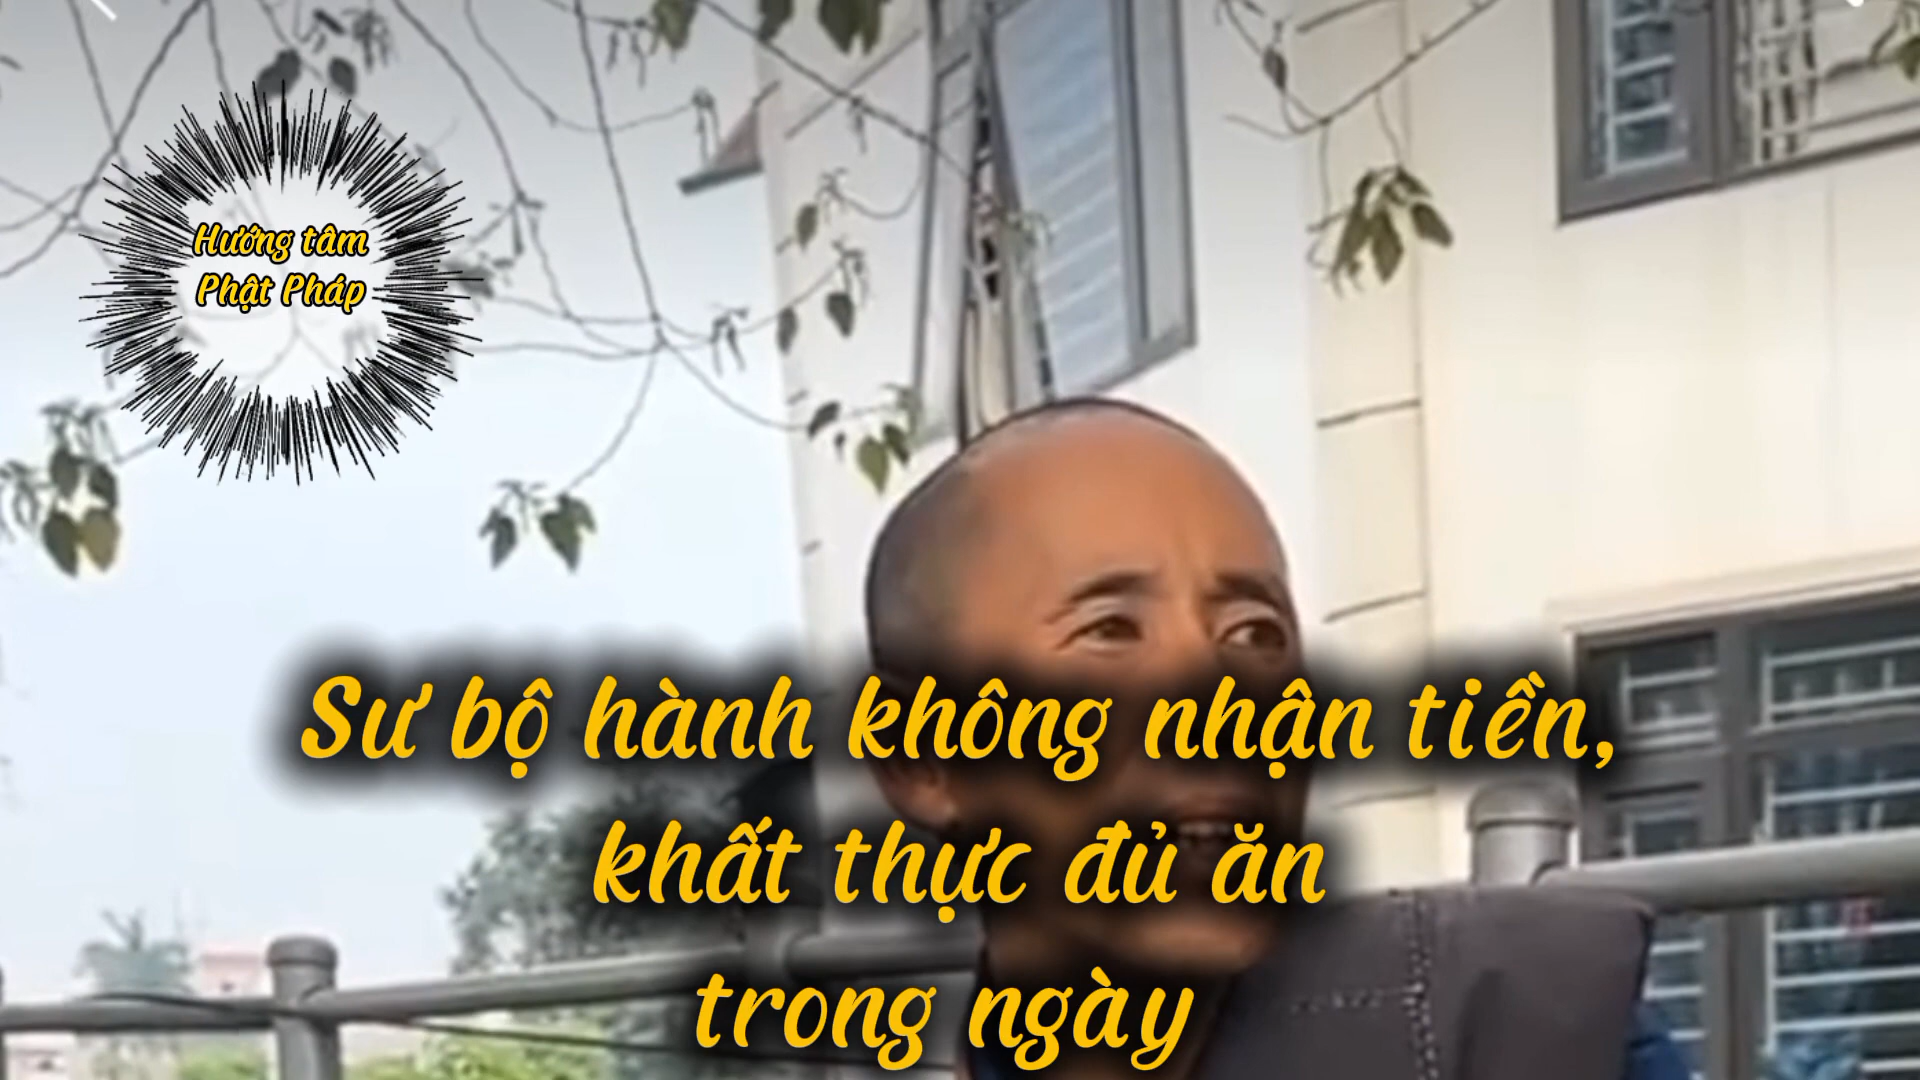 Hướng tâm
Phật Pháp
Sư bộ hành không nhận tiền,
khất thực đủ ăn
trong ngày